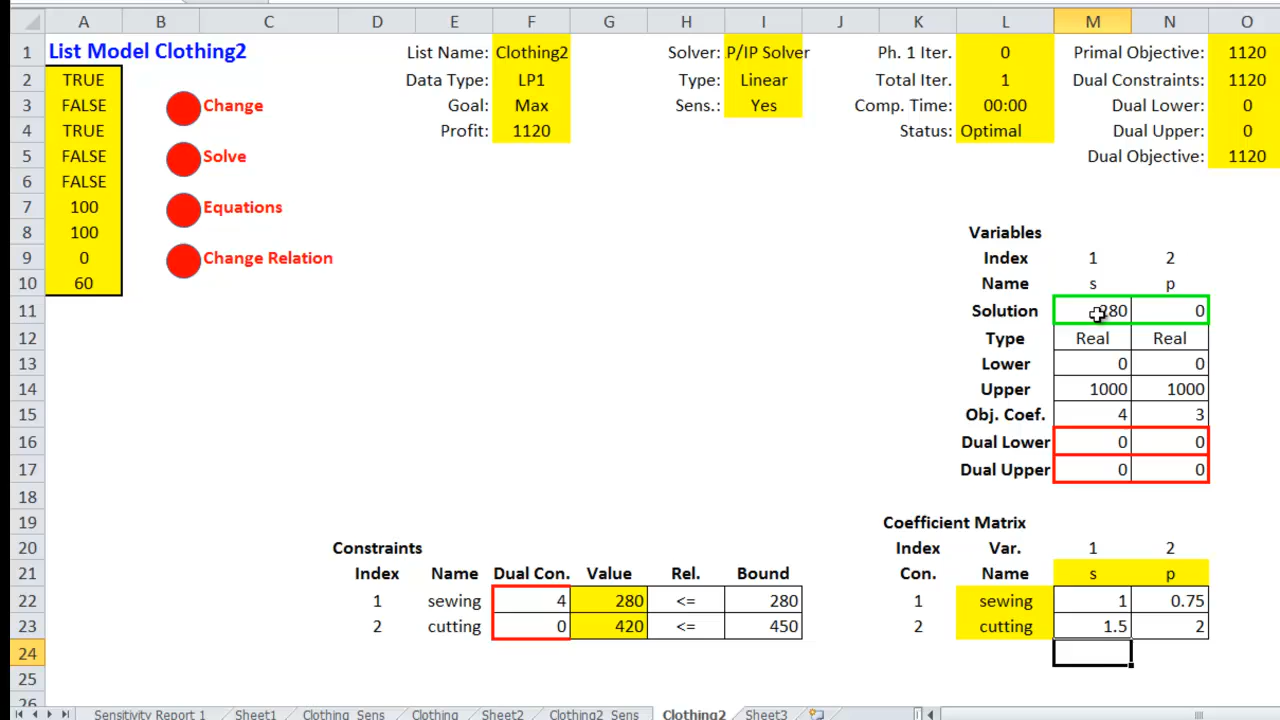 A B C D E F G H I J K L M N O
1 List Model Clothing2 List Name: Clothing2 Solver: P/IP Solver Ph. 1 Iter. 0 Primal Objective: 1120
2 TRUE Data Type: LP1 Type: Linear Total Iter. 1 Dual Constraints: 1120
3 FALSE Change Goal: Max Sens.: Yes Comp. Time: 00:00 Dual Lower: 0
4 TRUE Profit: 1120 Status: Optimal Dual Upper: 0
5 FALSE Solve Dual Objective: 1120
6 FALSE
7 100 Equations
8 100 Variables
9 0 Change Relation Index 1 2
10 60 Name s p
11 Solution 280 0
12 Type Real Real
13 Lower 0 0
14 Upper 1000 1000
15 Obj. Coef. 4 3
16 Dual Lower 0 0
17 Dual Upper 0 0
18
19 Coefficient Matrix
20 Constraints Index Var. 1 2
21 Index Name Dual Con. Value Rel. Bound Con. Name s p
22 1 sewing 4 280 <= 280 1 sewing 1 0.75
23 2 cutting 0 420 <= 450 2 cutting 1.5 2
24
25
26
Sensitivity Report 1 Sheet1 Clothing_Sens Clothing Sheet2 Clothing2_Sens Clothing2 Sheet3